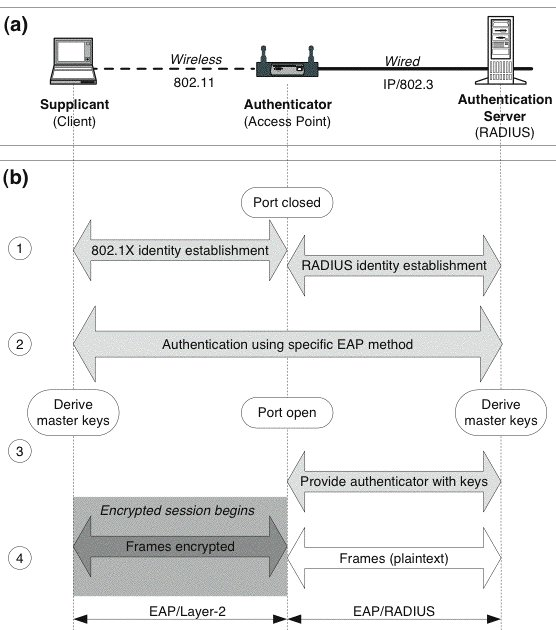 (a)
Wireless
802.11
Wired
IP/802.3
Supplicant
(Client)
Authenticator
(Access Point)
Authentication
Server
(RADIUS)
(b)
Port closed
1
802.1X identity establishment
RADIUS identity establishment
2
Authentication using specific EAP method
Derive
master keys
Port open
Derive
master keys
3
Provide authenticator with keys
Encrypted session begins
4
Frames encrypted
Frames (plaintext)
EAP/Layer-2
EAP/RADIUS